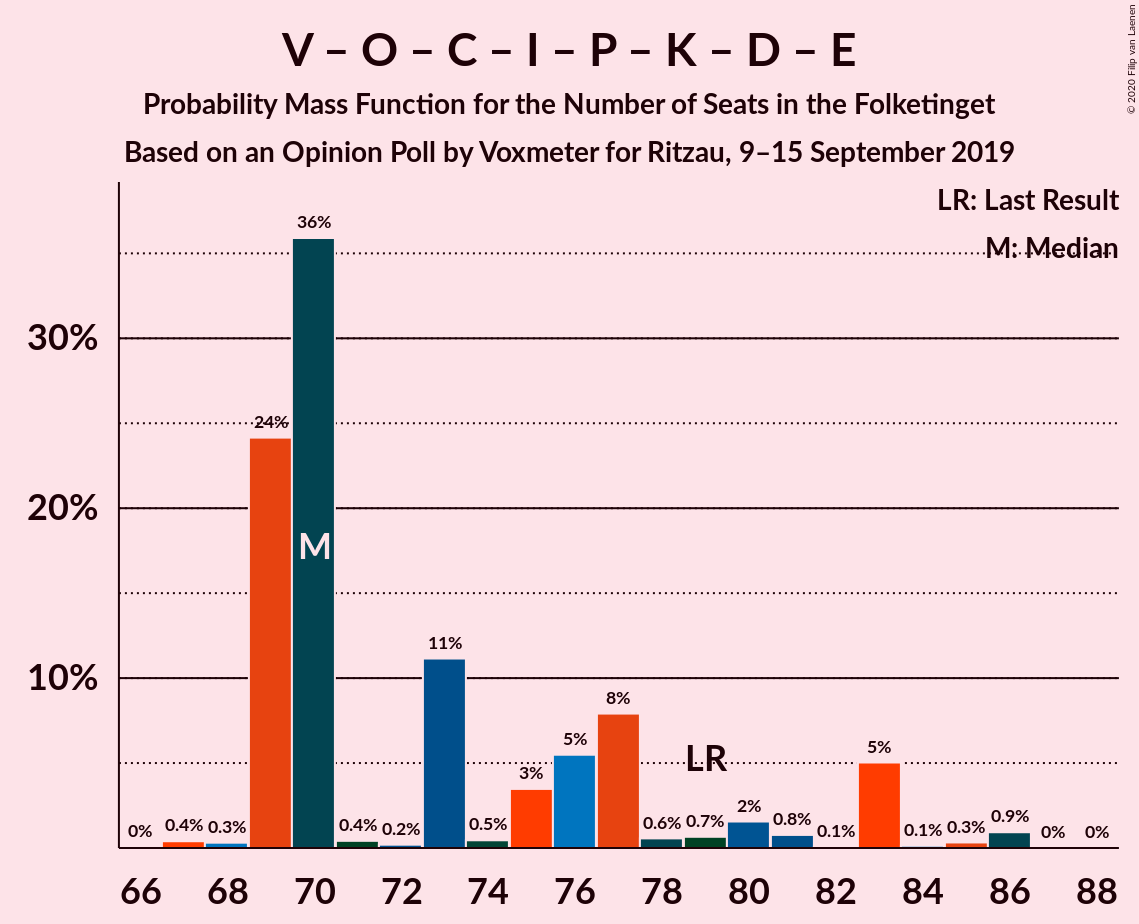 V – O – C – I – P – K – D – E
Probability Mass Function for the Number of Seats in the Folketinget
Based on an Opinion Poll by Voxmeter for Ritzau, 9–15 September 2019
© 2020 Filip van Laenen
LR: Last Result
M: Median
36%
30%
24%
20%
M
11%
10%
8%
5%
LR
5%
3%
2%
0%
0.4%
0.3%
0.4%
0.2%
0.5%
0.6%
0.7%
0.8%
0.1%
0.1%
0.3%
0.9%
0%
0%
66 68 70 72 74 76 78 80 82 84 86 88